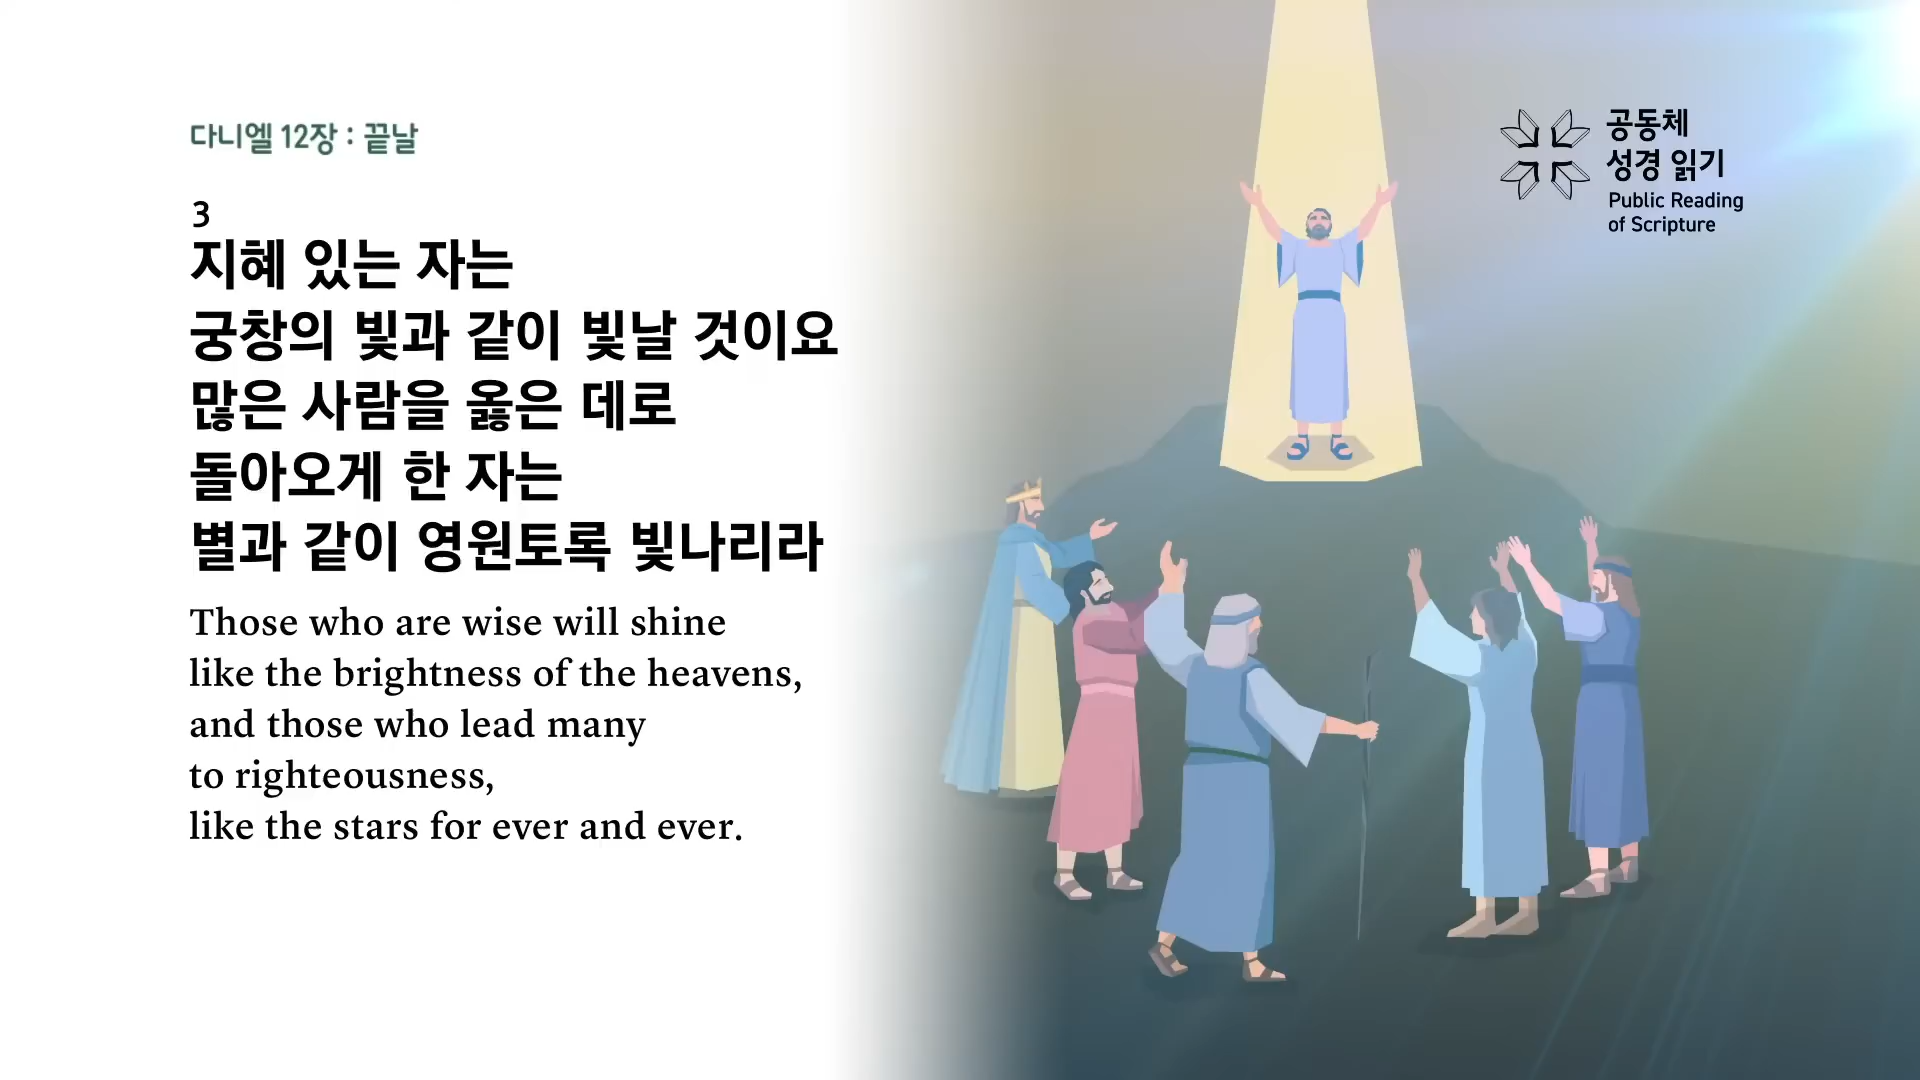 다니엘 12장 : 끝날
3
지혜 있는 자는
궁창의 빛과 같이 빛날 것이요
많은 사람을 옳은 데로
돌아오게 한 자는
별과 같이 영원토록 빛나리라
Those who are wise will shine
like the brightness of the heavens,
and those who lead many
to righteousness,
like the stars for ever and ever.
공동체
성경 읽기
Public Reading
of Scripture